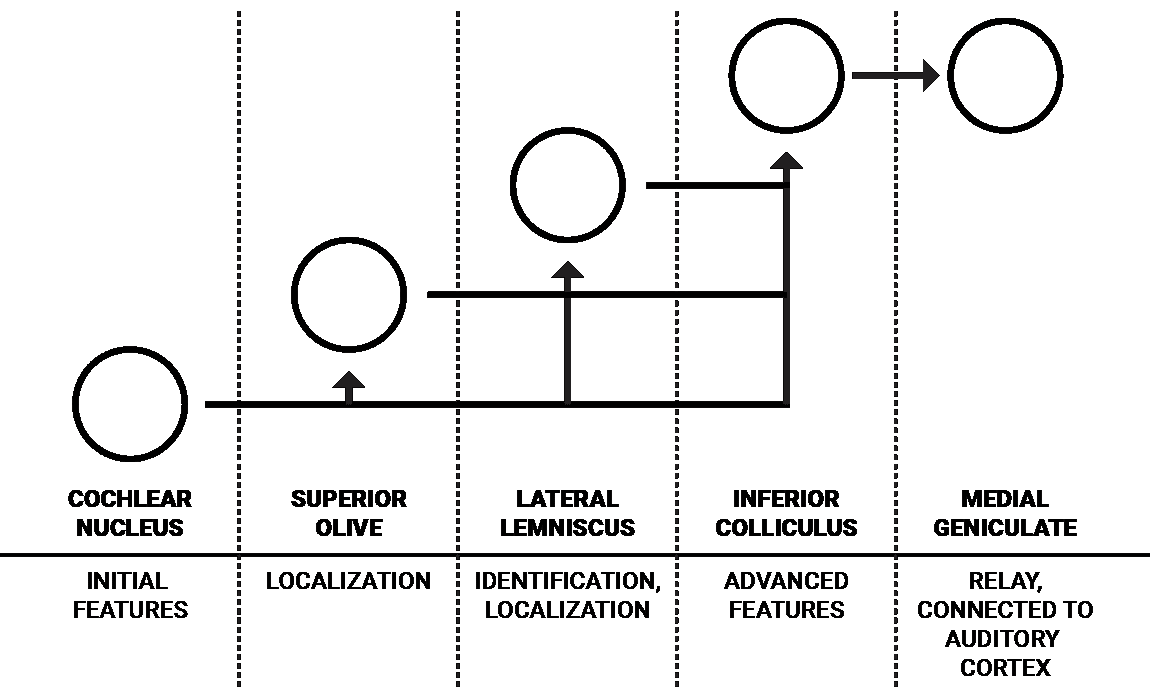 COCHLEAR
NUCLEUS
SUPERIOR
OLIVE
LATERAL
LEMNISCUS
INFERIOR
COLLICULUS
MEDIAL
GENICULATE
INITIAL
FEATURES
LOCALIZATION
IDENTIFICATION,
LOCALIZATION
ADVANCED
FEATURES
RELAY,
CONNECTED TO
AUDITORY
CORTEX